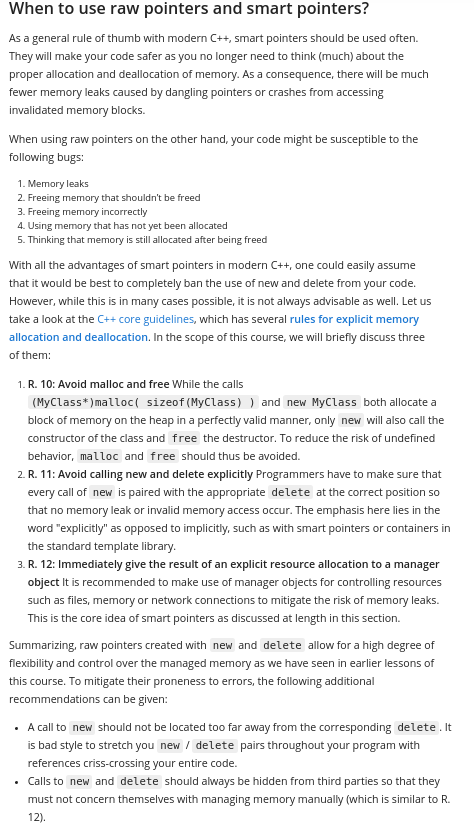 When to use raw pointers and smart pointers?
As a general rule of thumb with modern C++, smart pointers should be used often.
They will make your code safer as you no longer need to think (much) about the
proper allocation and deallocation of memory. As a consequence, there will be much
fewer memory leaks caused by dangling pointers or crashes from accessing
invalidated memory blocks.
When using raw pointers on the other hand, your code might be susceptible to the
following bugs:
1. Memory leaks
2. Freeing memory that shouldn't be freed
3. Freeing memory incorrectly
4. Using memory that has not yet been allocated
5. Thinking that memory is still allocated after being freed
With all the advantages of smart pointers in modern C++, one could easily assume
that it would be best to completely ban the use of new and delete from your code.
However, while this is in many cases possible, it is not always advisable as well. Let us
take a look at the C++ core guidelines, which has several rules for explicit memory
allocation and deallocation. In the scope of this course, we will briefly discuss three
of them:
1. R. 10: Avoid malloc and free While the calls
(MyClass*)malloc( sizeof(MyClass) ) and new MyClass both allocate a
block of memory on the heap in a perfectly valid manner, only new will also call the
constructor of the class and free the destructor. To reduce the risk of undefined
behavior, malloc and free should thus be avoided.
2. R. 11: Avoid calling new and delete explicitly Programmers have to make sure that
every call of new is paired with the appropriate delete at the correct position so
that no memory leak or invalid memory access occur. The emphasis here lies in the
word "explicitly" as opposed to implicitly, such as with smart pointers or containers in
the standard template library.
3. R. 12: Immediately give the result of an explicit resource allocation to a manager
object It is recommended to make use of manager objects for controlling resources
such as files, memory or network connections to mitigate the risk of memory leaks.
This is the core idea of smart pointers as discussed at length in this section.
Summarizing, raw pointers created with new and delete allow for a high degree of
flexibility and control over the managed memory as we have seen in earlier lessons of
this course. To mitigate their proneness to errors, the following additional
recommendations can be given:
• A call to new should not be located too far away from the corresponding delete. It
is bad style to stretch you new / delete pairs throughout your program with
references criss-crossing your entire code.
• Calls to new and delete should always be hidden from third parties so that they
must not concern themselves with managing memory manually (which is similar to R.
12).